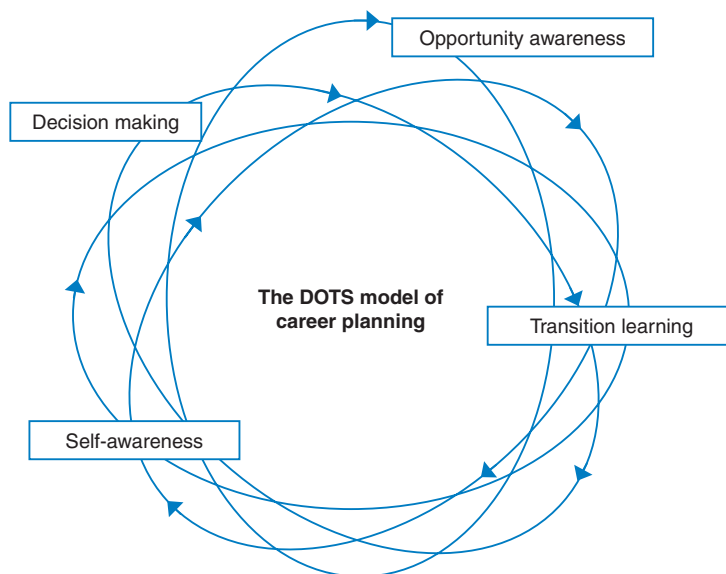 Opportunity awareness
Decision making
The DOTS model of
career planning
Transition learning
Self-awareness